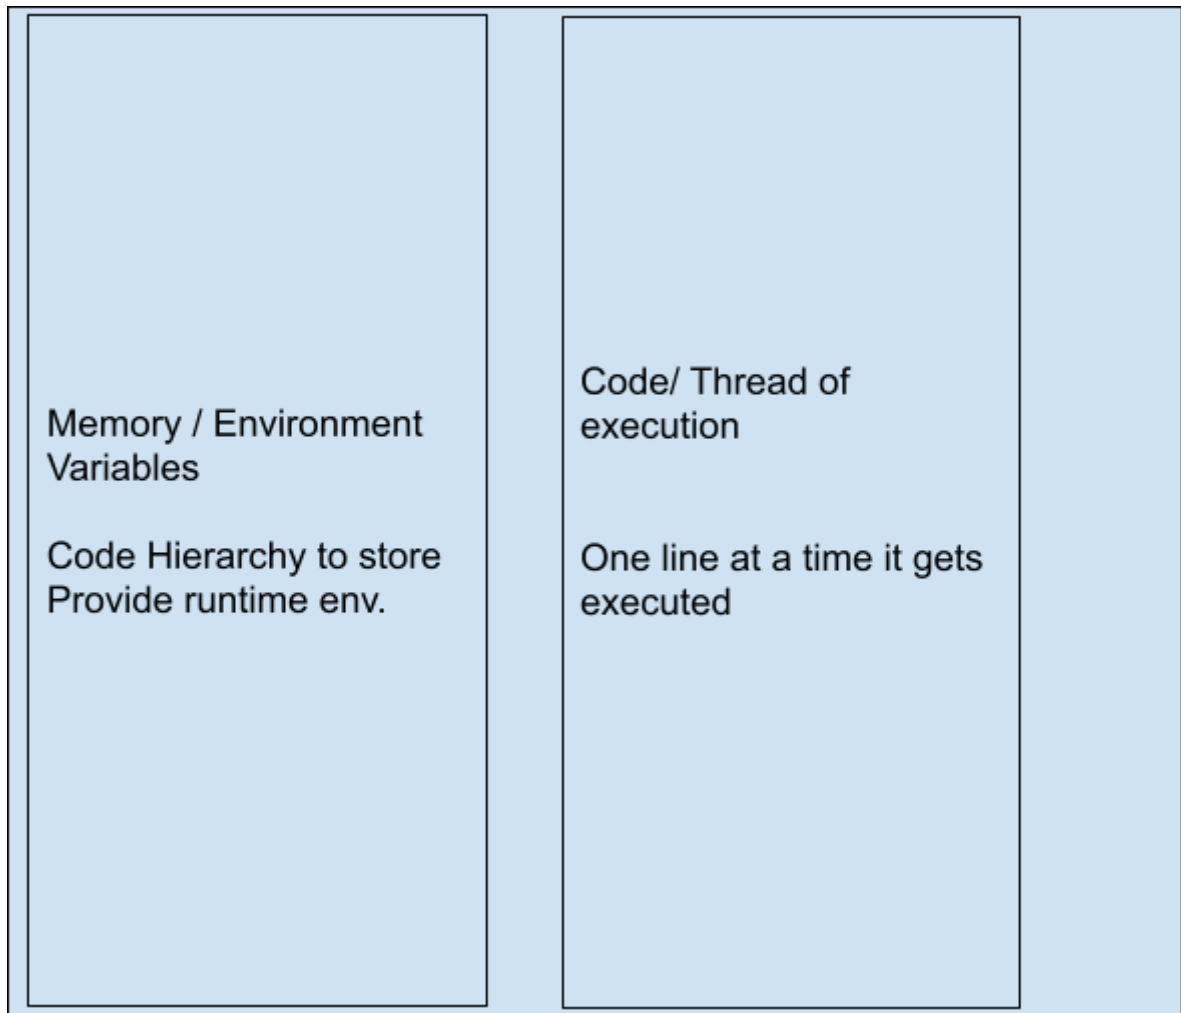 Memory / Environment
Variables
Code Hierarchy to store
Provide runtime env.
Code/ Thread of
execution
One line at a time it gets
executed